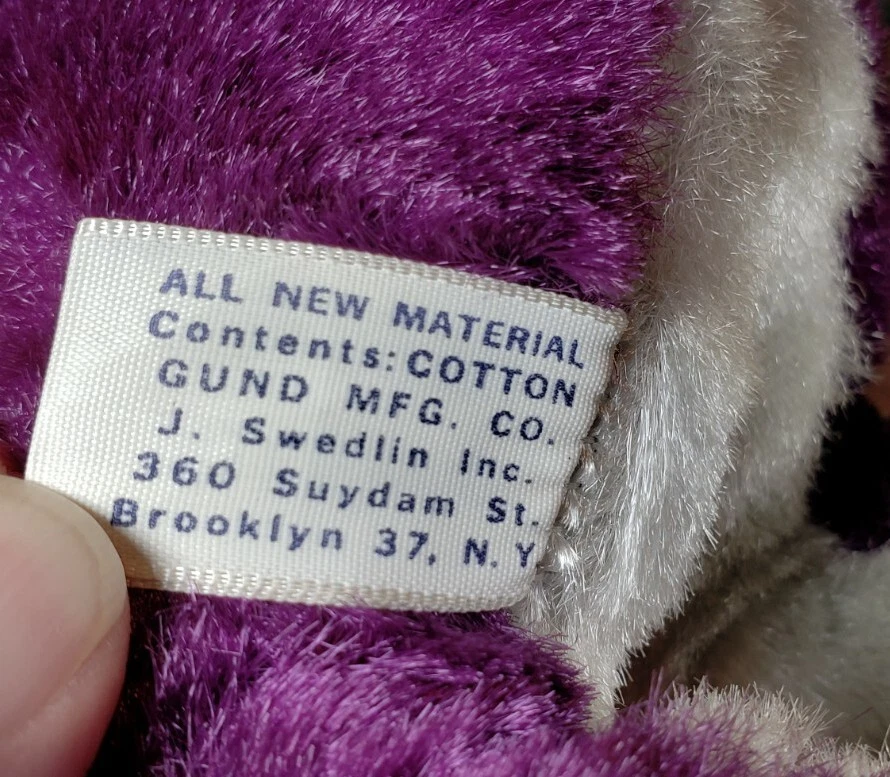 ALL NEW MATERIAL
Contents: COTTON
GUND MFG. CO.
J. Swedlin Inc.
360 Suydam St.
Brooklyn 37, N.Y